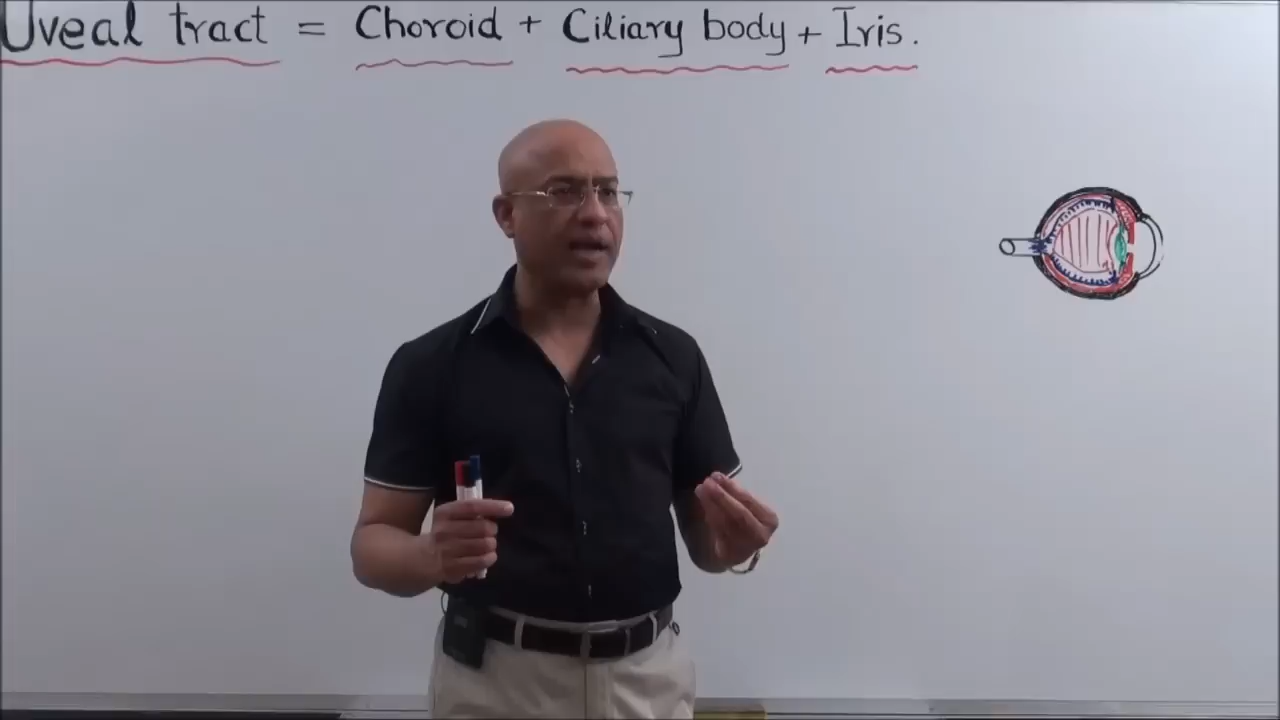 Uveal tract = Choroid + Ciliary body + Iris.